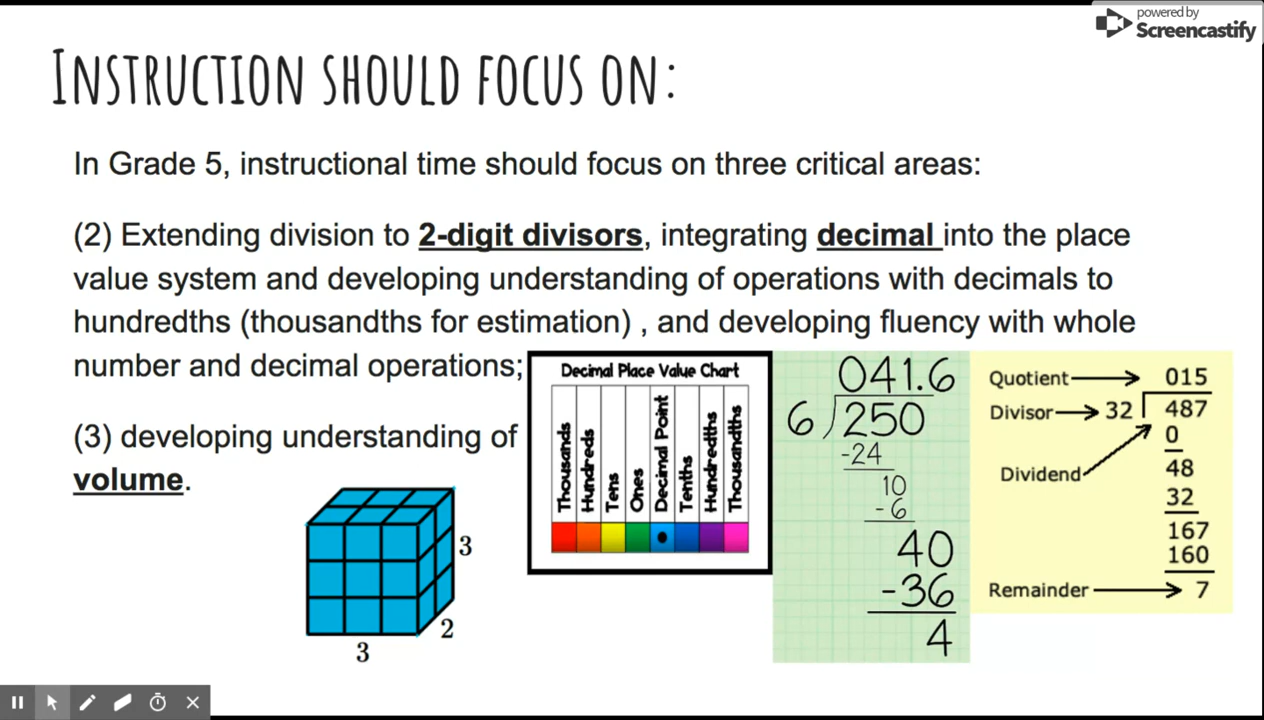 powered by
Screencastify
INSTRUCTION SHOULD FOCUS ON:
In Grade 5, instructional time should focus on three critical areas:
(2) Extending division to 2-digit divisors, integrating decimal into the place
value system and developing understanding of operations with decimals to
hundredths (thousandths for estimation) , and developing fluency with whole
number and decimal operations;
(3) developing understanding of
volume.
3
2
3
Decimal Place Value Chart
Thousands
Hundreds
Tens
Ones
Decimal Point
Tenths
Hundredths
Thousandths
041.6
6 250
-24
10
-6
40
-36
4
Quotient 015
Divisor 32 487
0
Dividend 48
32
167
160
Remainder 7